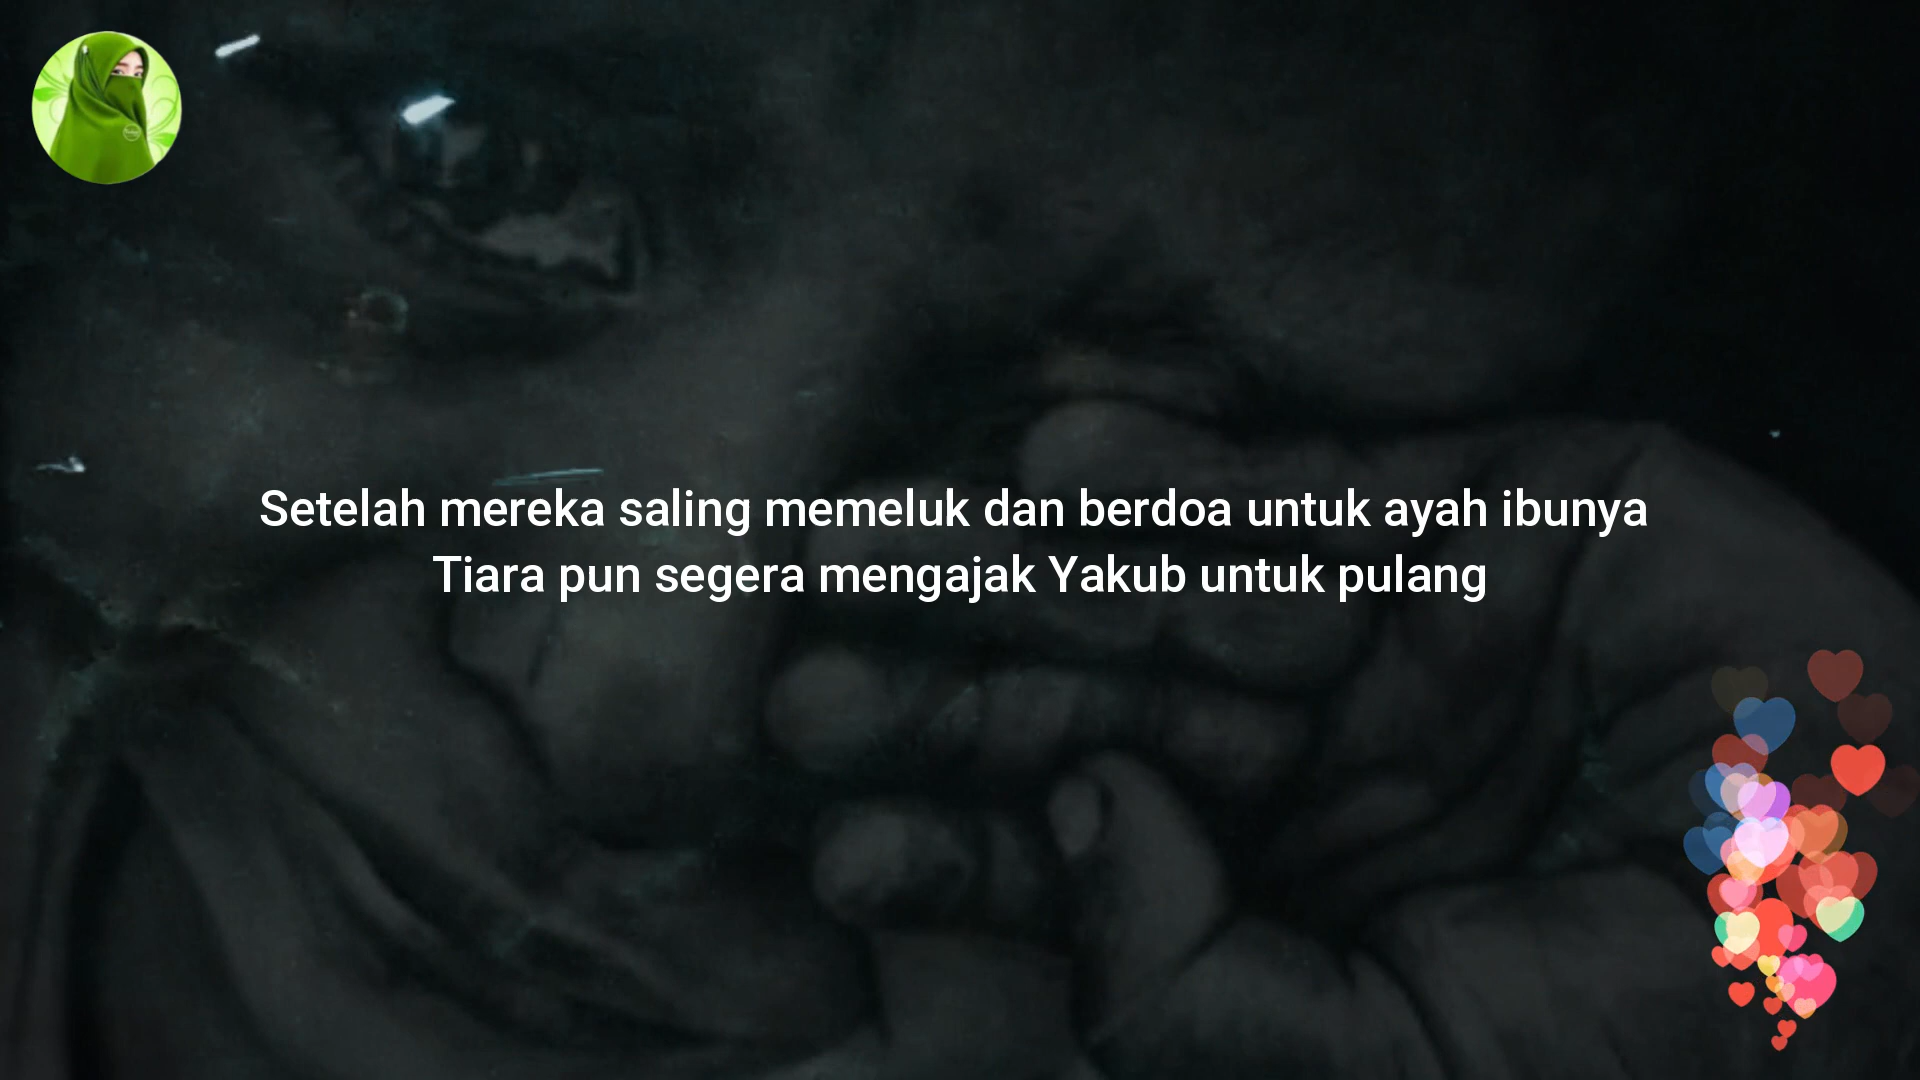 Setelah mereka saling memeluk dan berdoa untuk ayah ibunya
Tiara pun segera mengajak Yakub untuk pulang